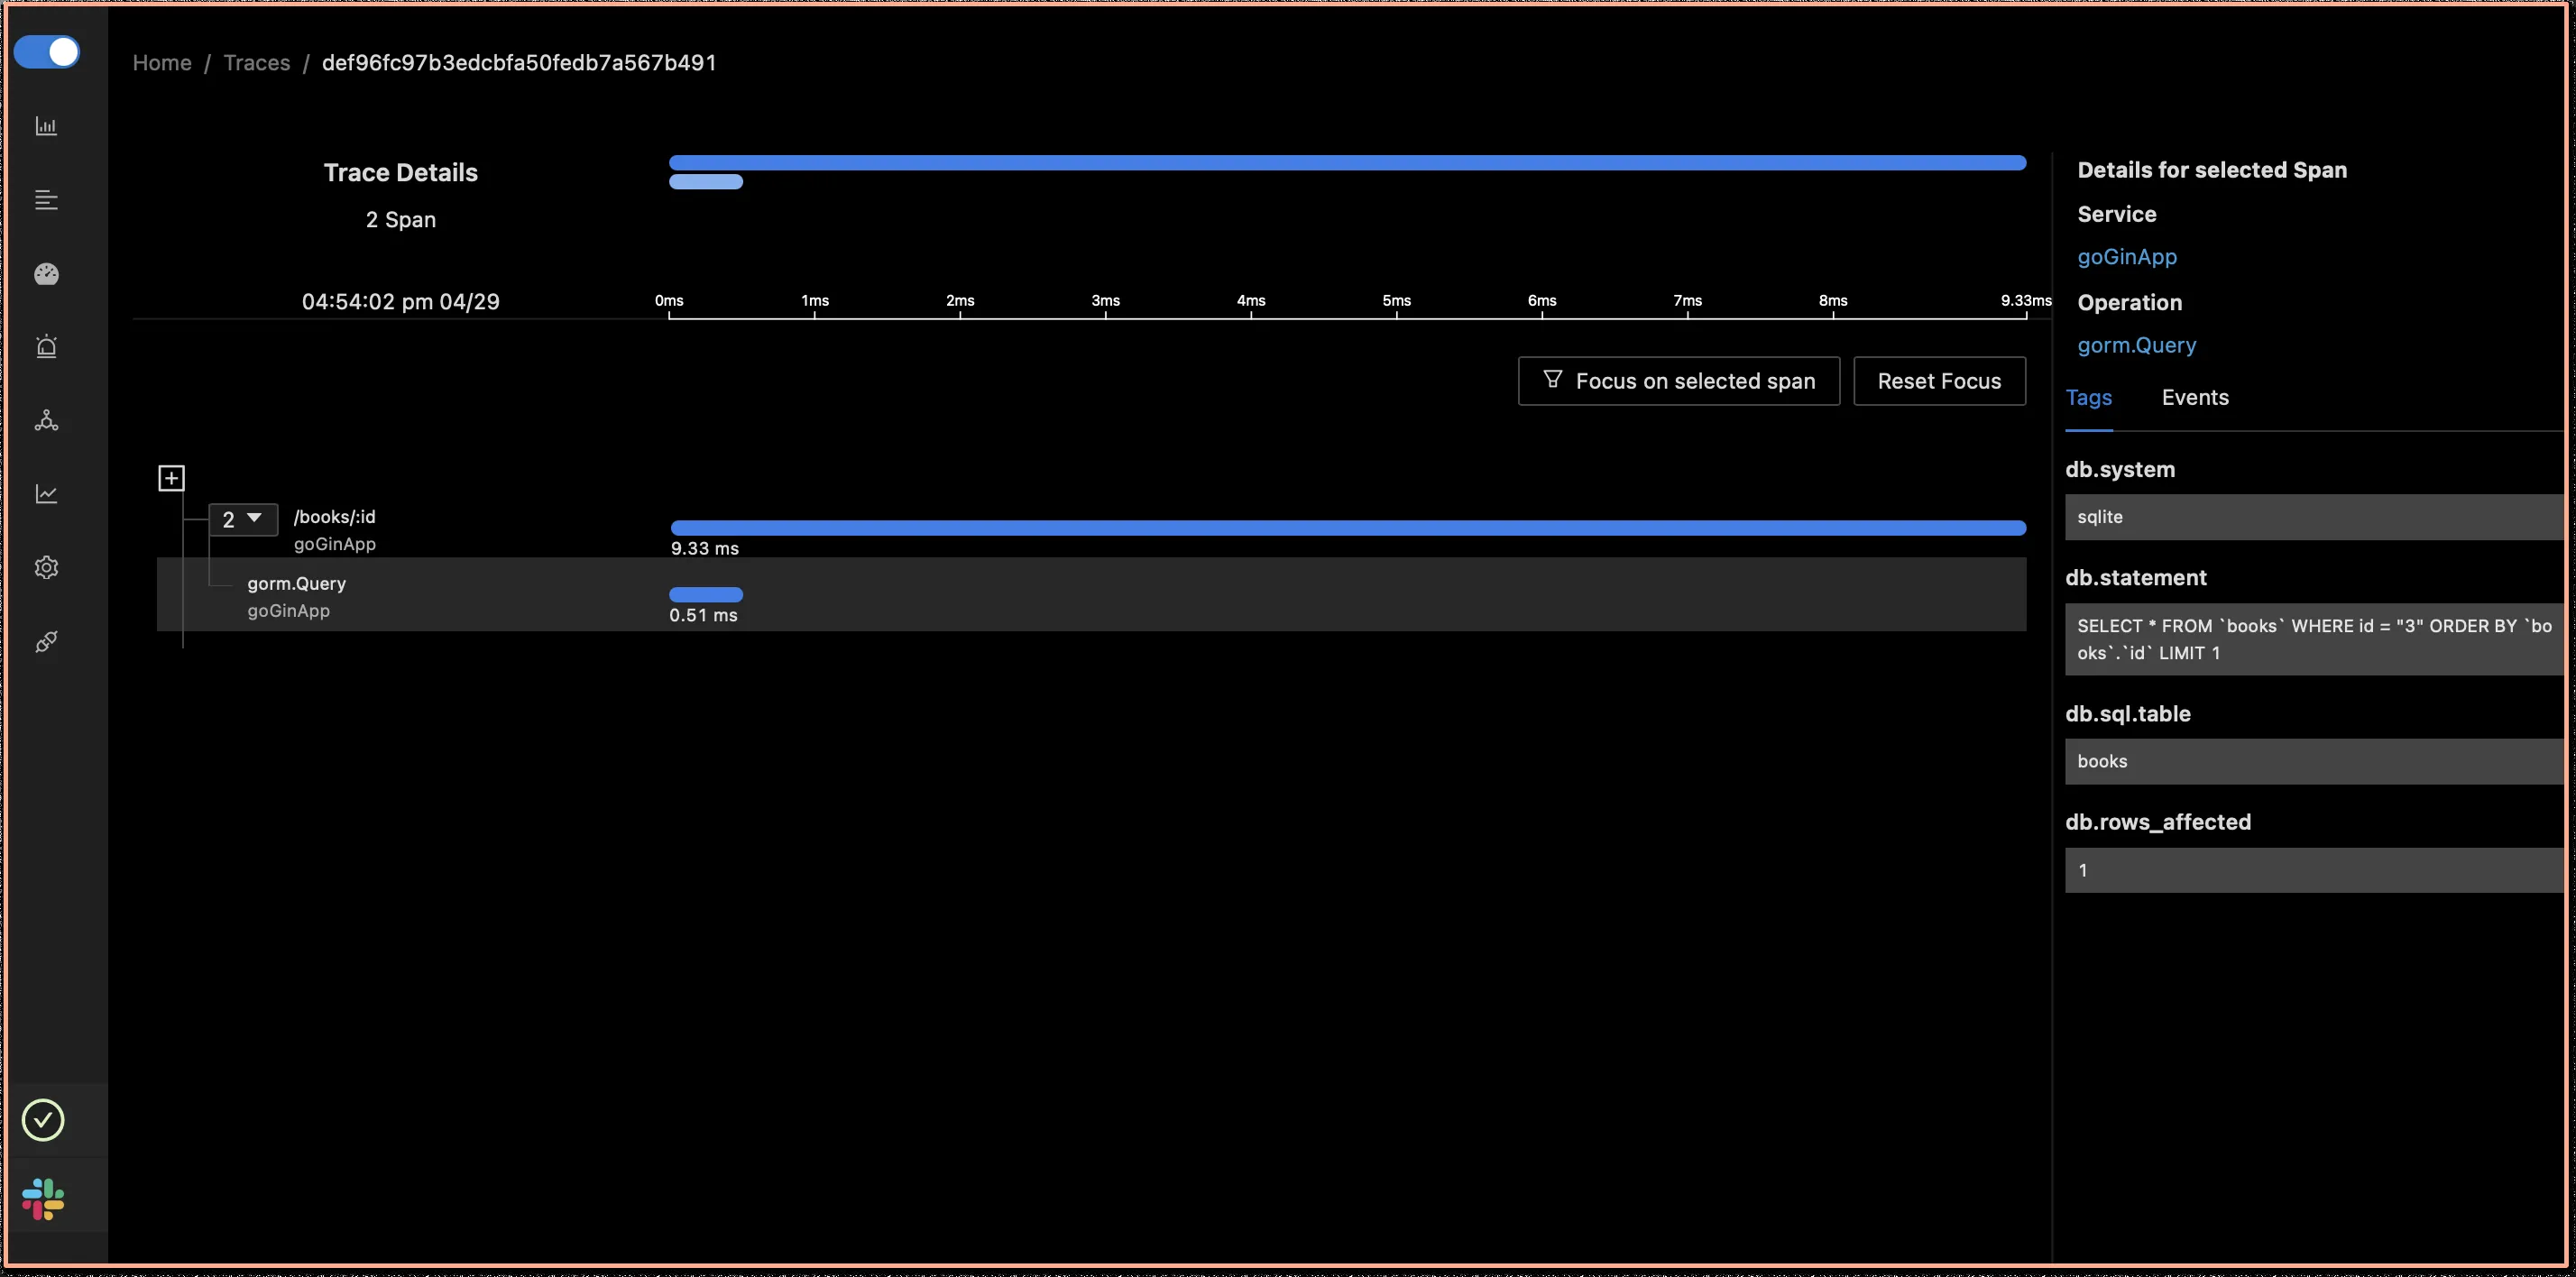 Home / Traces / def96fc97b3edcbfa50fedb7a567b491
Trace Details
2 Span
04:54:02 pm 04/29
0ms 1ms 2ms 3ms 4ms 5ms 6ms 7ms 8ms 9.33ms
Focus on selected span Reset Focus
2 /books/:id
goGinApp
9.33 ms
gorm.Query
goGinApp
0.51 ms
Details for selected Span
Service
goGinApp
Operation
gorm.Query
Tags Events
db.system
sqlite
db.statement
SELECT * FROM `books` WHERE id = "3" ORDER BY `bo
oks`.`id` LIMIT 1
db.sql.table
books
db.rows_affected
1